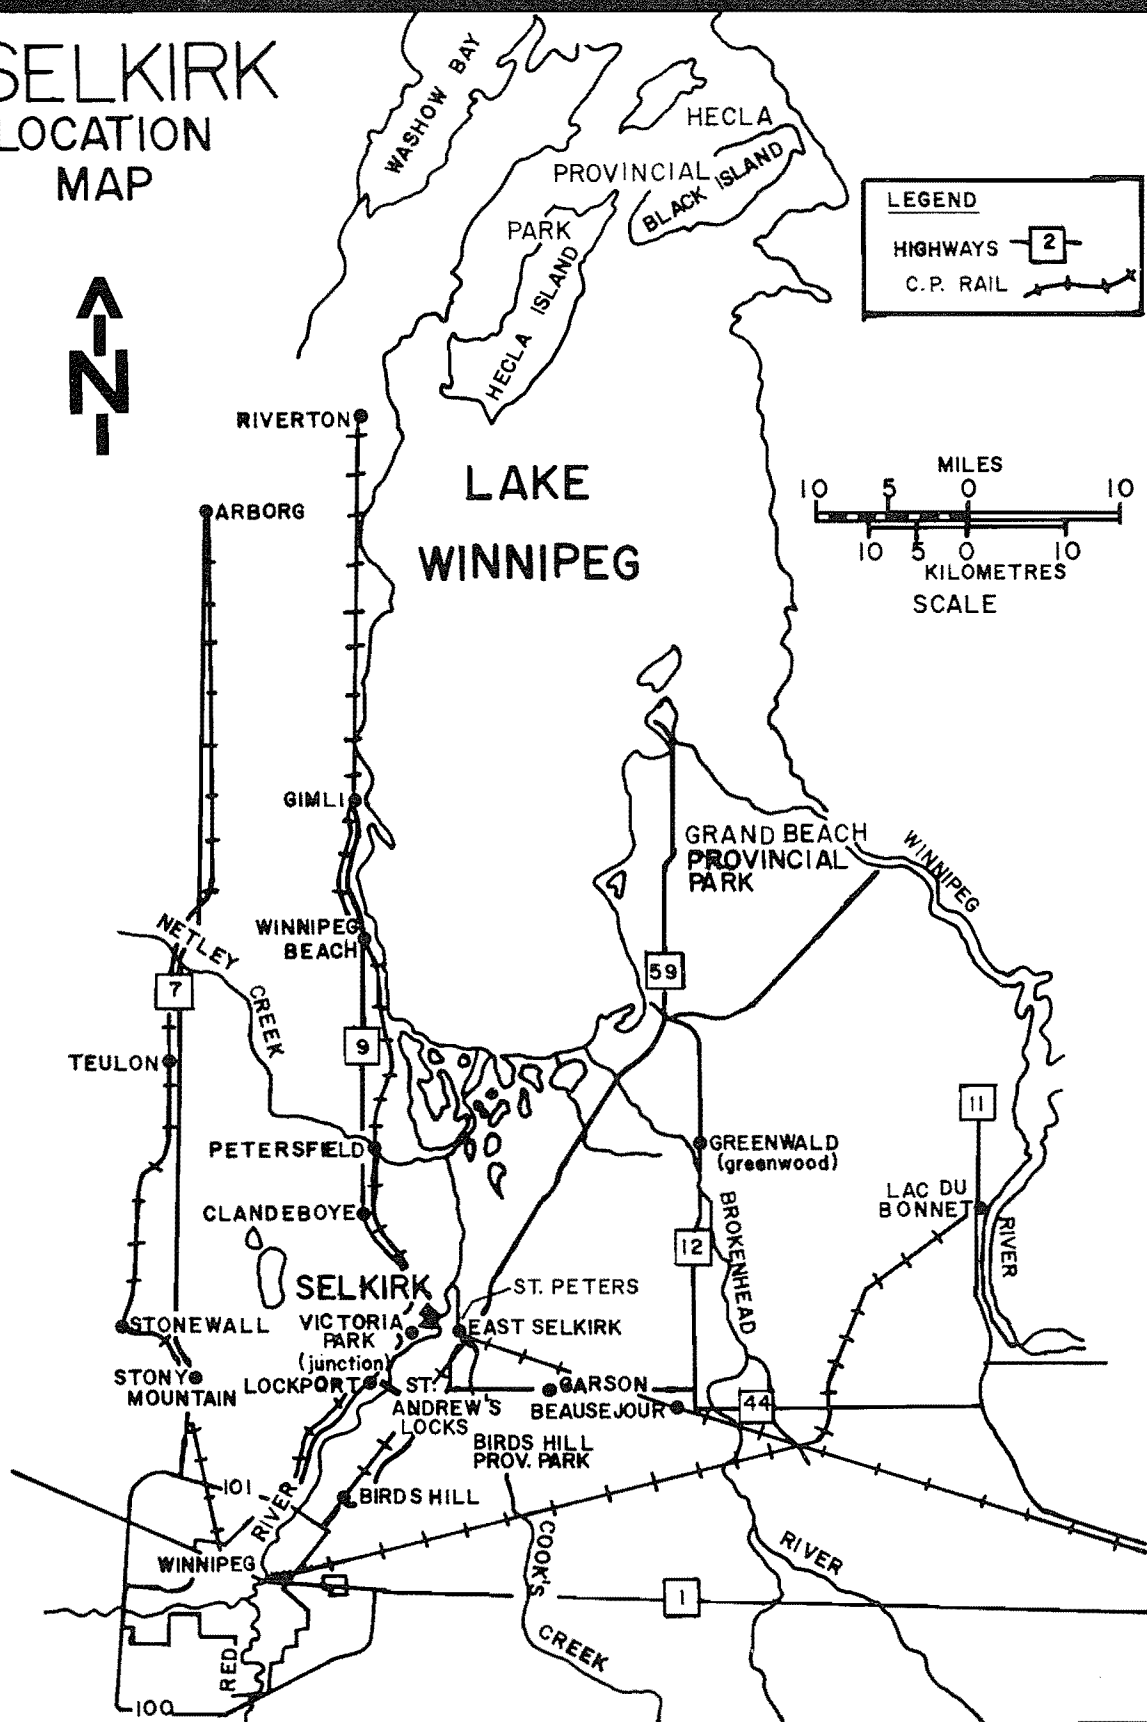 SELKIRK
LOCATION
MAP
N
WASHOW BAY
HECLA
PROVINCIAL
PARK
BLACK ISLAND
HECLA ISLAND
LEGEND
HIGHWAYS 2
C.P. RAIL
RIVERTON
ARBORG
LAKE
WINNIPEG
MILES
10 5 0 10
10 5 0 10
KILOMETRES
SCALE
GIMLI
GRAND BEACH
PROVINCIAL
PARK
WINNIPEG
RIVER
NETLEY
CREEK
WINNIPEG
BEACH
7
59
9
TEULON
11
PETERSFIELD
GREENWALD
(greenwood)
LAC DU
BONNET
CLANDEBOYE
12
BROKENHEAD
RIVER
SELKIRK
ST. PETERS
STONEWALL
VICTORIA
PARK
(junction)
EAST SELKIRK
STONY
MOUNTAIN
LOCKPORT
ST.
ANDREW'S
LOCKS
GARSON
BEAUSEJOUR
44
BIRDS HILL
PROV. PARK
101
BIRDS HILL
RIVER
RED
WINNIPEG
COOK'S
CREEK
1
100